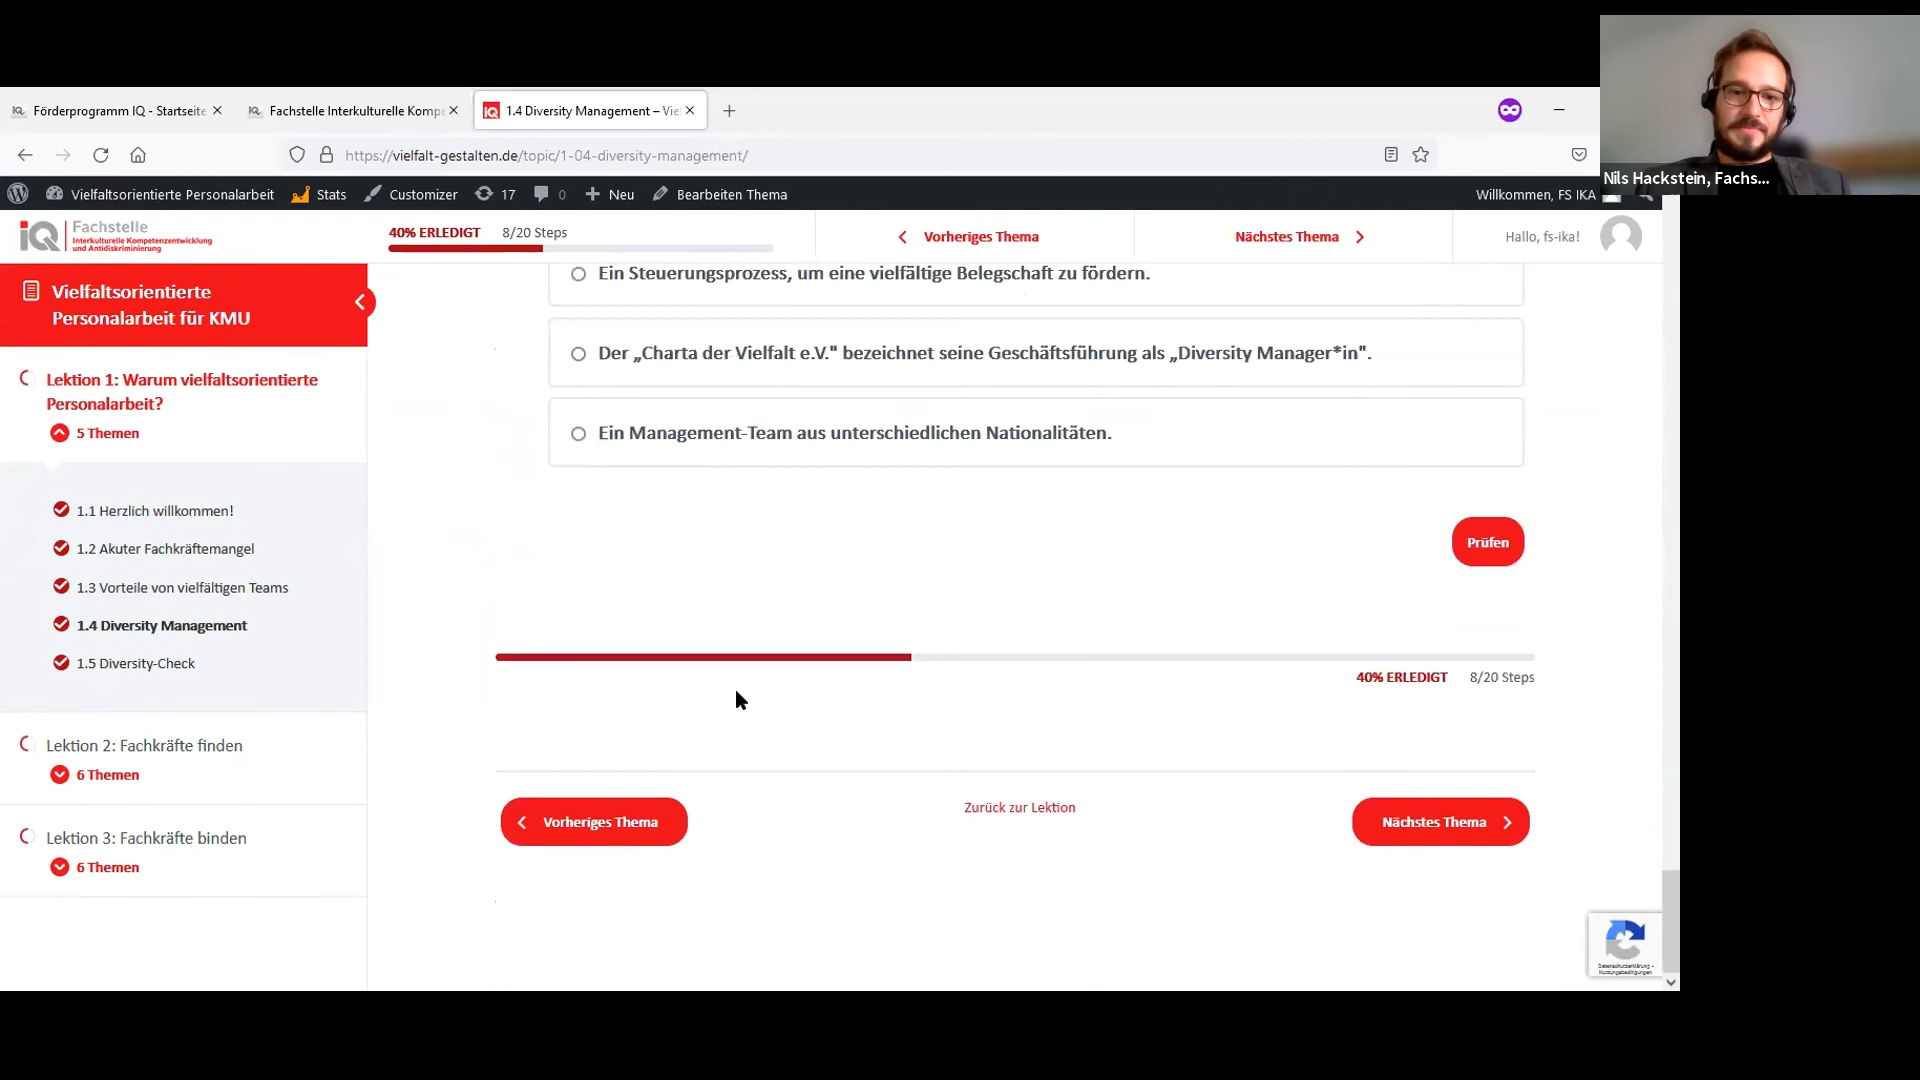 Förderprogramm IQ - Startseite
Fachstelle Interkulturelle Kompe
1.4 Diversity Management – Vie
Nils Hackstein, Fachs...
https://vielfalt-gestalten.de/topic/1-04-diversity-management/
Vielfaltsorientierte Personalarbeit
Stats
Customizer
17
0
Neu
Bearbeiten Thema
Willkommen, FS IKA
iQ
Fachstelle
Interkulturelle Kompetenzentwicklung
und Antidiskriminierung
40% ERLEDIGT 8/20 Steps
Vorheriges Thema
Nächstes Thema
Hallo, fs-ika!
Vielfaltsorientierte
Personalarbeit für KMU
Lektion 1: Warum vielfaltsorientierte
Personalarbeit?
5 Themen
1.1 Herzlich willkommen!
1.2 Akuter Fachkräftemangel
1.3 Vorteile von vielfältigen Teams
1.4 Diversity Management
1.5 Diversity-Check
Lektion 2: Fachkräfte finden
6 Themen
Lektion 3: Fachkräfte binden
6 Themen
Ein Steuerungsprozess, um eine vielfältige Belegschaft zu fördern.
Der „Charta der Vielfalt e.V." bezeichnet seine Geschäftsführung als „Diversity Manager*in".
Ein Management-Team aus unterschiedlichen Nationalitäten.
Prüfen
40% ERLEDIGT 8/20 Steps
Vorheriges Thema
Zurück zur Lektion
Nächstes Thema
Datenschutzerklärung -
Nutzungsbedingungen